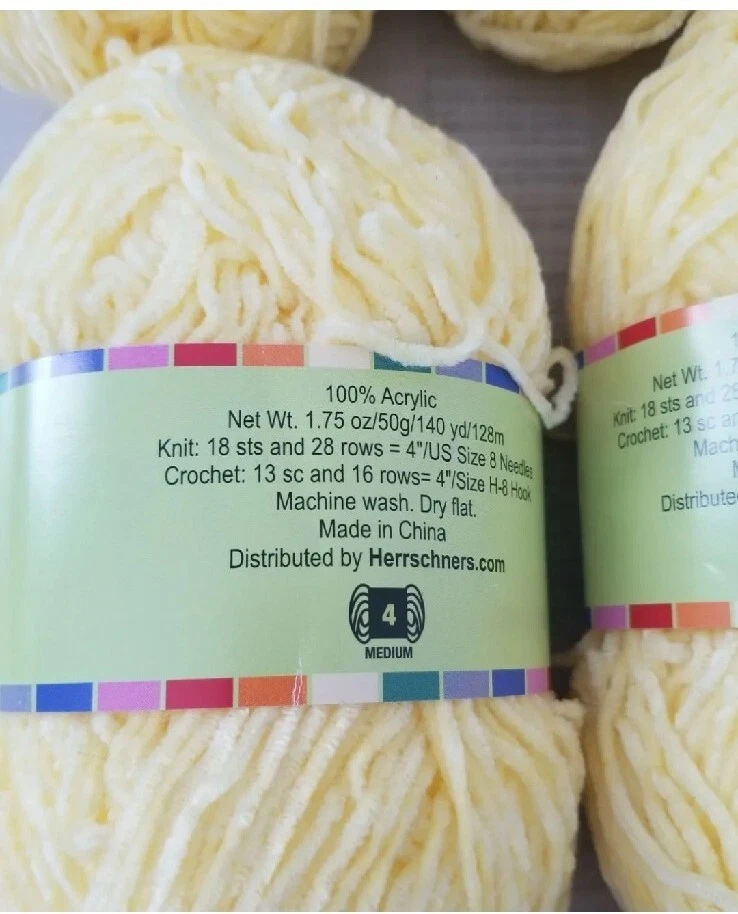 100% Acrylic
Net Wt. 1.75 oz/50g/140 yd/128m
Knit: 18 sts and 28 rows = 4"/US Size 8 Needles
Crochet: 13 sc and 16 rows= 4"/Size H-8 Hook
Machine wash. Dry flat.
Made in China
Distributed by Herrschners.com
4
MEDIUM
Net Wt. 1.7
Knit: 18 sts and 28
Crochet: 13 sc
Mach
Distribute